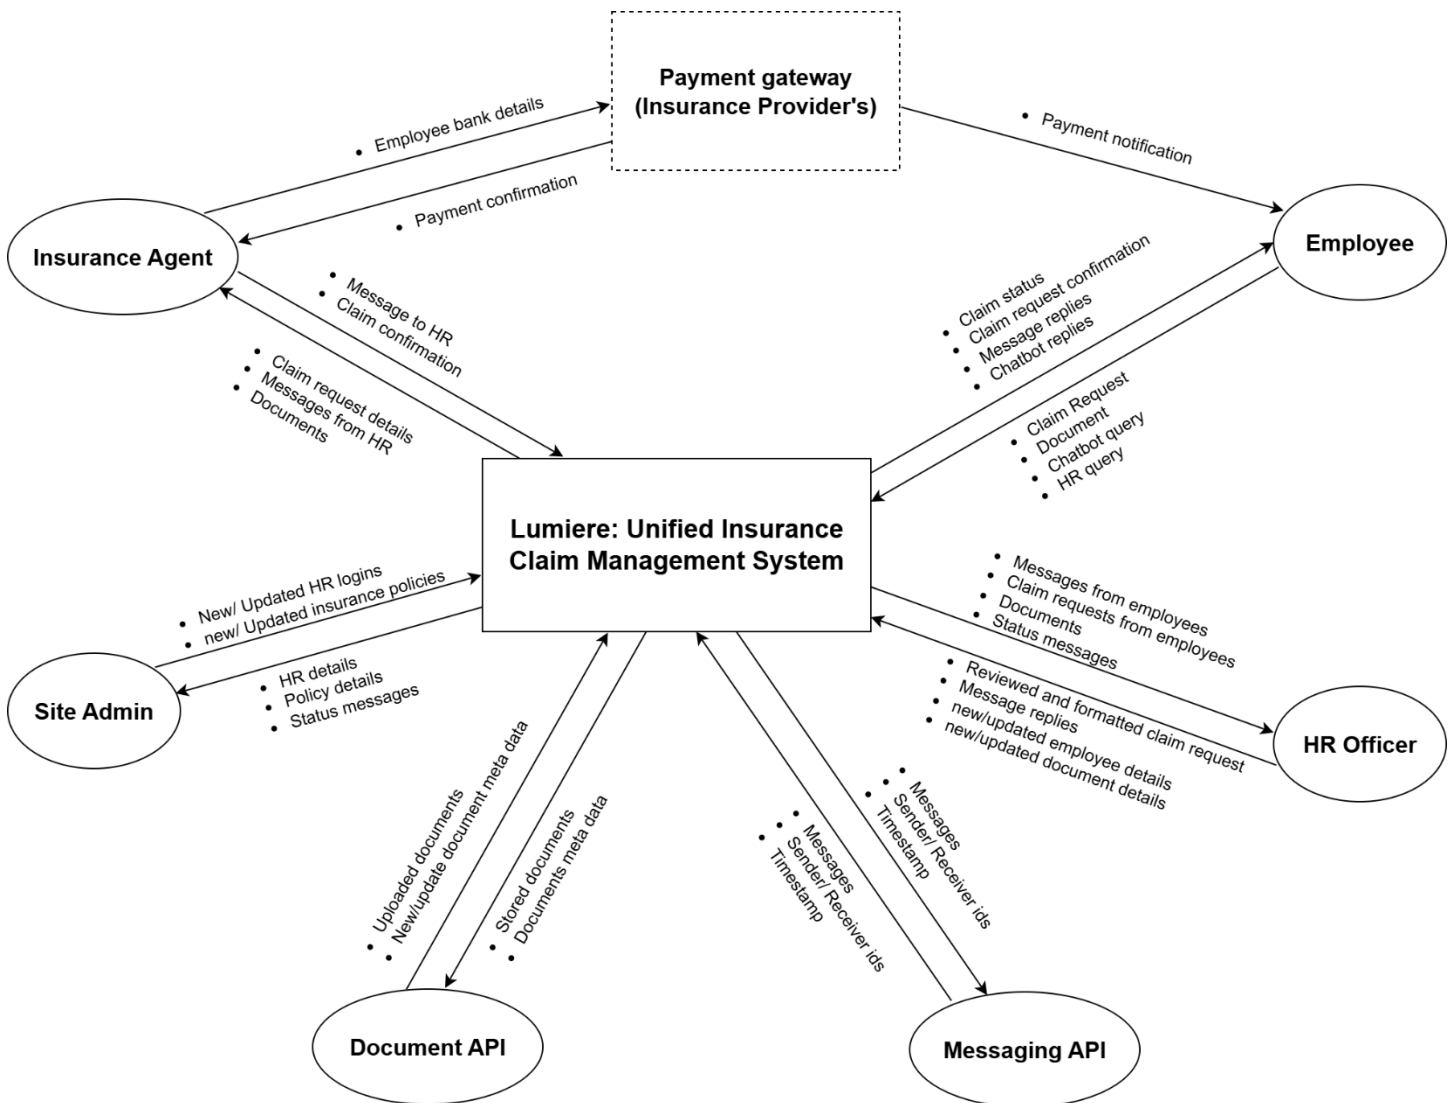 Payment gateway
(Insurance Provider's)
• Employee bank details
• Payment notification
• Payment confirmation
Insurance Agent
Employee
• Message to HR
• Claim confirmation
• Claim status
• Claim request confirmation
• Message replies
• Chatbot replies
• Claim request details
• Messages from HR
• Documents
• Claim Request
• Document
• Chatbot query
• HR query
Lumiere: Unified Insurance
Claim Management System
• New/ Updated HR logins
• new/ Updated insurance policies
• Messages from employees
• Claim requests from employees
• Documents
• Status messages
• HR details
• Policy details
• Status messages
Site Admin
• Reviewed and formatted claim request
• Message replies
• new/updated employee details
• new/updated document details
HR Officer
• Uploaded documents
• New/update document meta data
• Stored documents
• Documents meta data
• Messages
• Sender/ Receiver ids
• Timestamp
• Messages
• Sender/ Receiver ids
• Timestamp
Document API
Messaging API